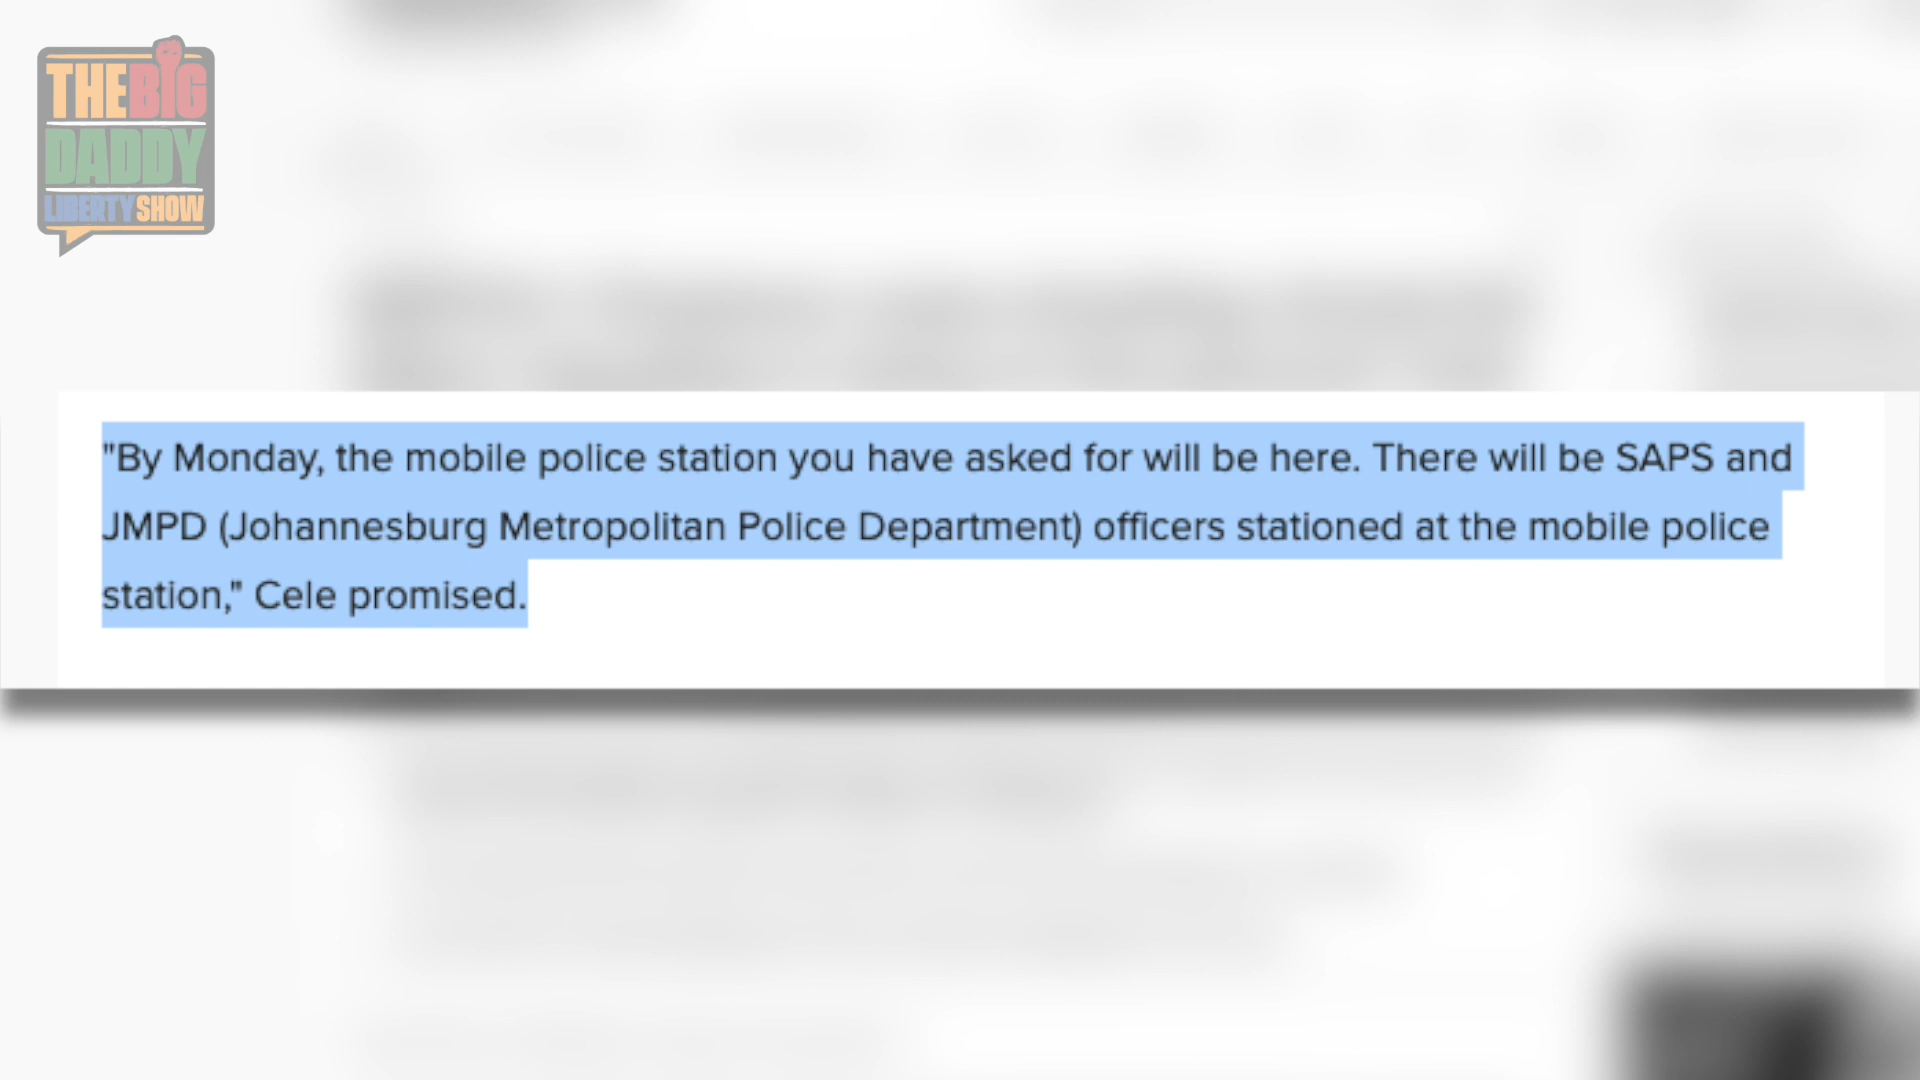 THE BIG
DADDY
LIBERTY SHOW
"By Monday, the mobile police station you have asked for will be here. There will be SAPS and
JMPD (Johannesburg Metropolitan Police Department) officers stationed at the mobile police
station," Cele promised.